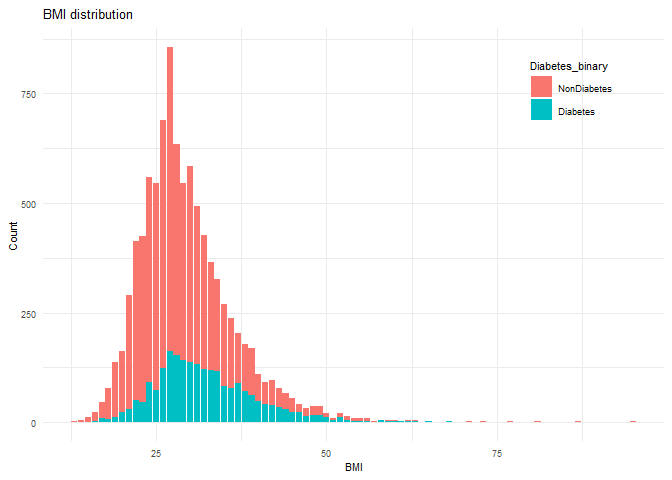 BMI distribution
Diabetes_binary
NonDiabetes
Diabetes
750
500
250
0
Count
25
50
75
BMI